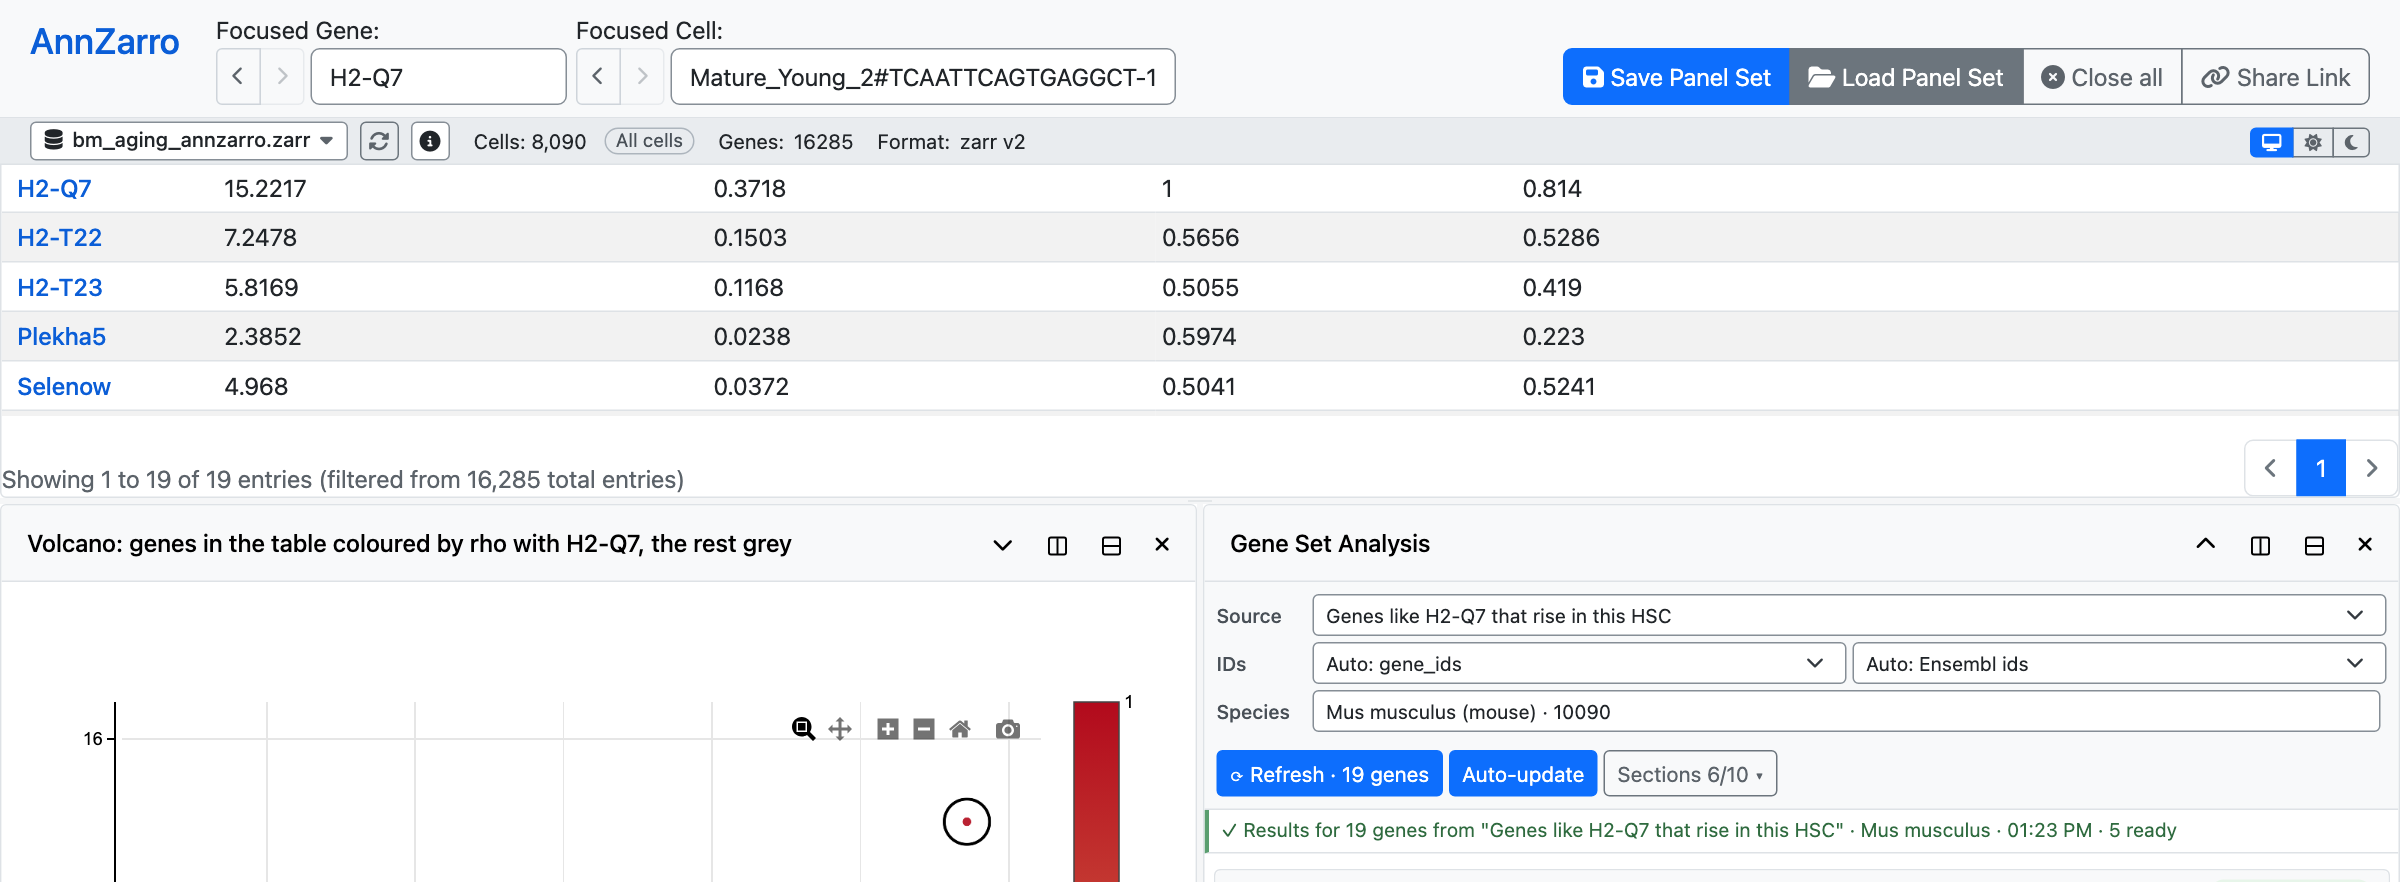 AnnZarro
Focused Gene:
H2-Q7
Focused Cell:
Mature_Young_2#TCAATTCAGTGAGGCT-1
Save Panel Set
Load Panel Set
Close all
Share Link
bm_aging_annzarro.zarr
Cells: 8,090
All cells
Genes: 16285
Format: zarr v2
H2-Q7 15.2217 0.3718 1 0.814
H2-T22 7.2478 0.1503 0.5656 0.5286
H2-T23 5.8169 0.1168 0.5055 0.419
Plekha5 2.3852 0.0238 0.5974 0.223
Selenow 4.968 0.0372 0.5041 0.5241
Showing 1 to 19 of 19 entries (filtered from 16,285 total entries)
1
Volcano: genes in the table coloured by rho with H2-Q7, the rest grey
16
1
Gene Set Analysis
Source Genes like H2-Q7 that rise in this HSC
IDs Auto: gene_ids Auto: Ensembl ids
Species Mus musculus (mouse) · 10090
⟳ Refresh · 19 genes
Auto-update
Sections 6/10 ▾
✓ Results for 19 genes from "Genes like H2-Q7 that rise in this HSC" · Mus musculus · 01:23 PM · 5 ready